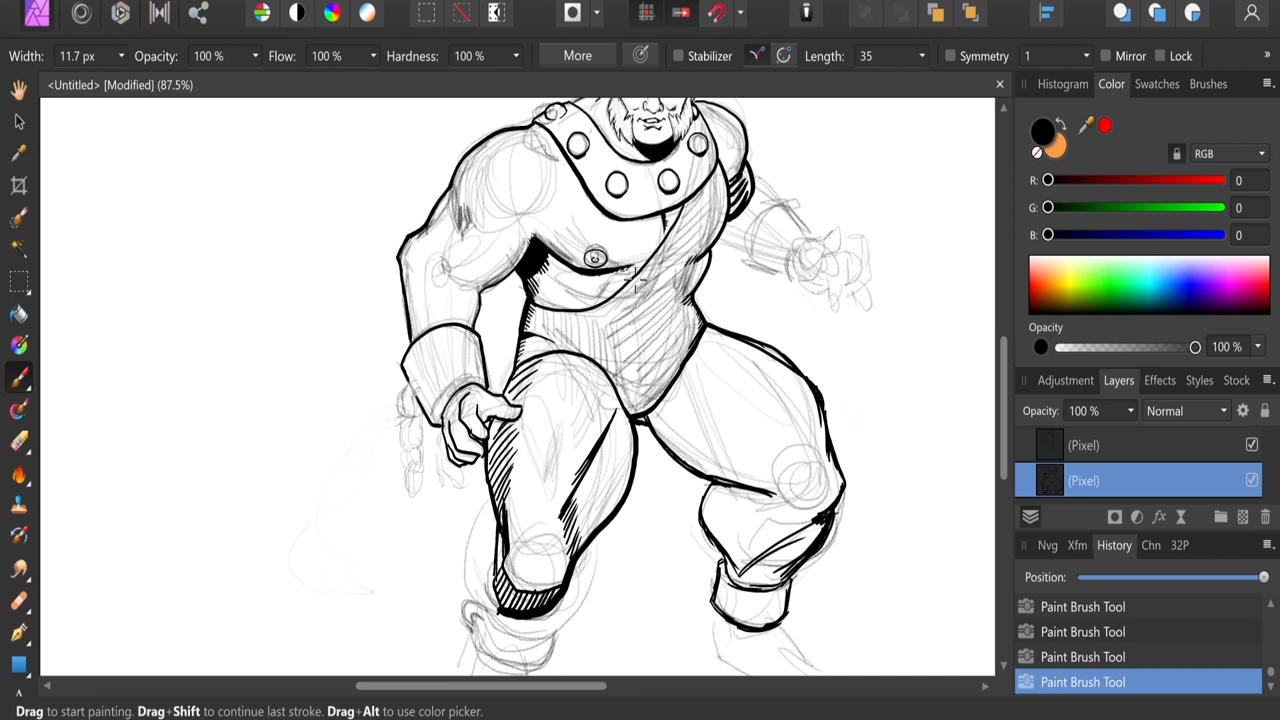 Width: 11.7 px Opacity: 100 % Flow: 100 % Hardness: 100 % More Stabilizer Length: 35 Symmetry 1 Mirror Lock »
<Untitled> [Modified] (87.5%)
Histogram Color Swatches Brushes
RGB
R: 0
G: 0
B: 0
Opacity
100 %
Adjustment Layers Effects Styles Stock
Opacity: 100 % Normal
(Pixel)
(Pixel)
Nvg Xfm History Chn 32P
Position:
Paint Brush Tool
Paint Brush Tool
Paint Brush Tool
Paint Brush Tool
Drag to start painting. Drag+Shift to continue last stroke. Drag+Alt to use color picker.